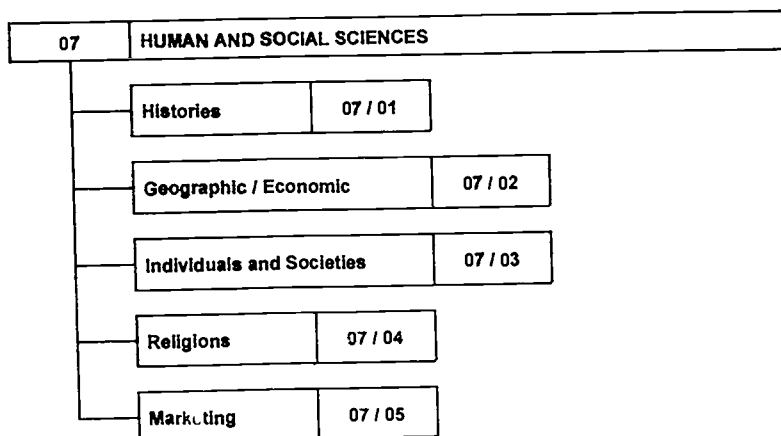 07 HUMAN AND SOCIAL SCIENCES
Histories 07 / 01
Geographic / Economic 07 / 02
Individuals and Societies 07 / 03
Religions 07 / 04
Marketing 07 / 05